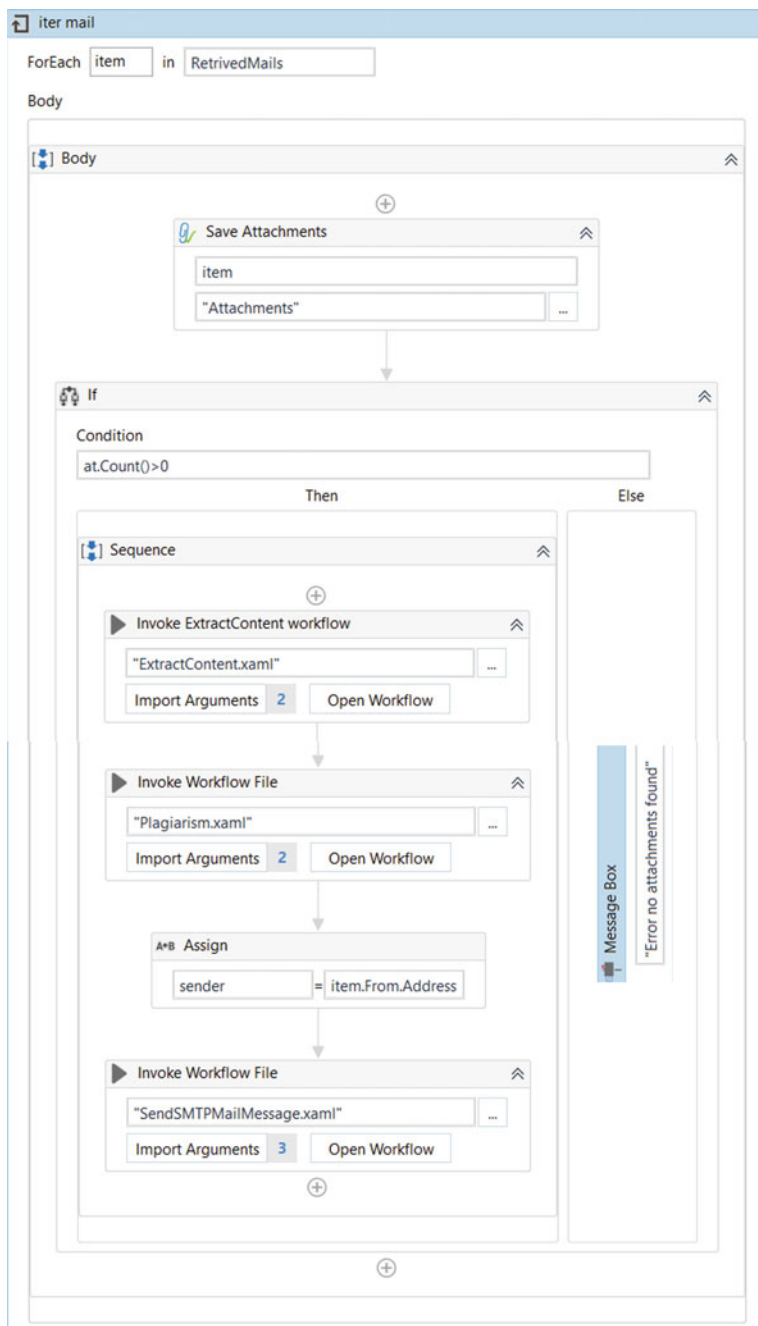 iter mail
ForEach item in RetrivedMails
Body
Body
Save Attachments
item
"Attachments" ...
If
Condition
at.Count()>0
Then Else
Sequence
Invoke ExtractContent workflow
"ExtractContent.xaml" ...
Import Arguments 2 Open Workflow
Invoke Workflow File
"Plagiarism.xaml" ...
Import Arguments 2 Open Workflow
A*B Assign
sender = item.From.Address
Invoke Workflow File
"SendSMTPMailMessage.xaml" ...
Import Arguments 3 Open Workflow
Message Box
"Error no attachments found"